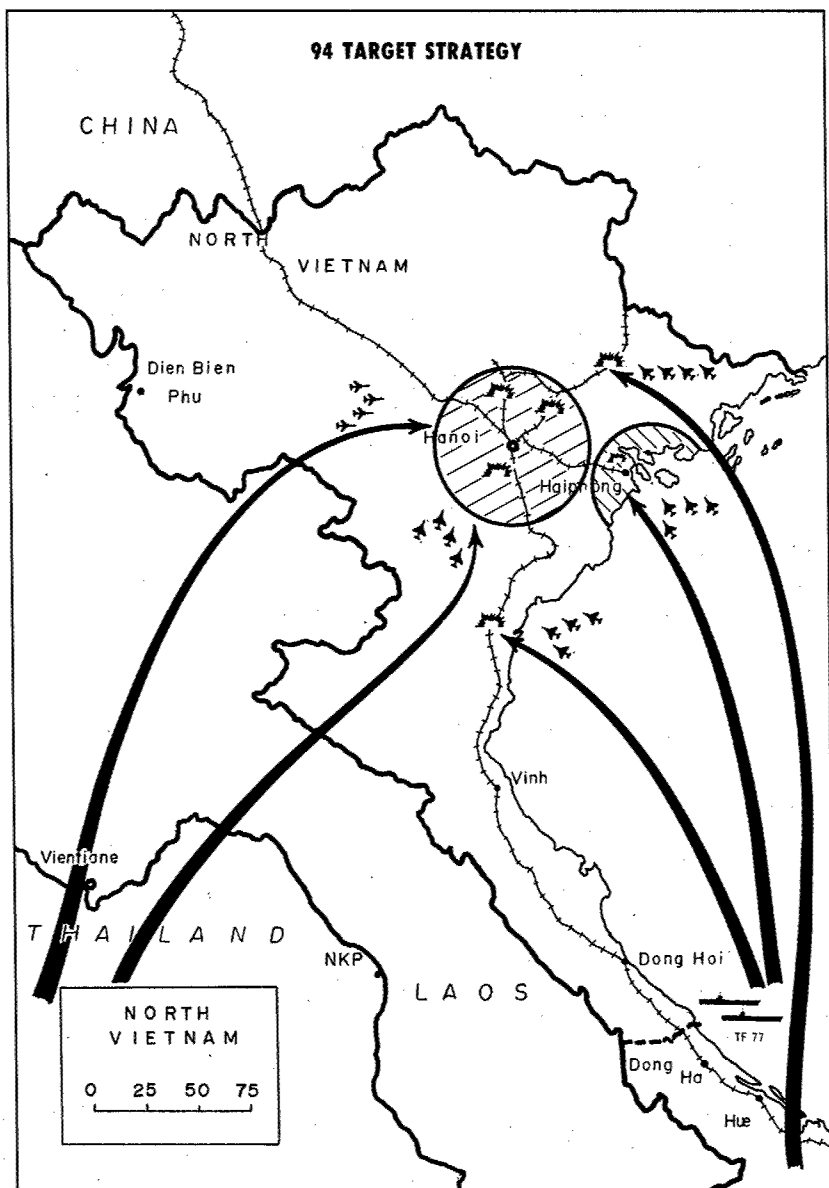 94 TARGET STRATEGY
CHINA
NORTH
VIETNAM
Dien Bien
Phu
Hanoi
Haiphong
Vinh
Vientiane
THAILAND
NKP
LAOS
Dong Hoi
TF 77
Dong
Ha
Hue
NORTH
VIETNAM
0 25 50 75